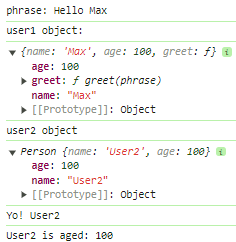 phrase: Hello Max
user1 object:
▼ {name: 'Max', age: 100, greet: ƒ} i
age: 100
▶ greet: ƒ greet(phrase)
name: "Max"
▶ [[Prototype]]: Object
user2 object
▼ Person {name: 'User2', age: 100} i
age: 100
name: "User2"
▶ [[Prototype]]: Object
Yo! User2
User2 is aged: 100